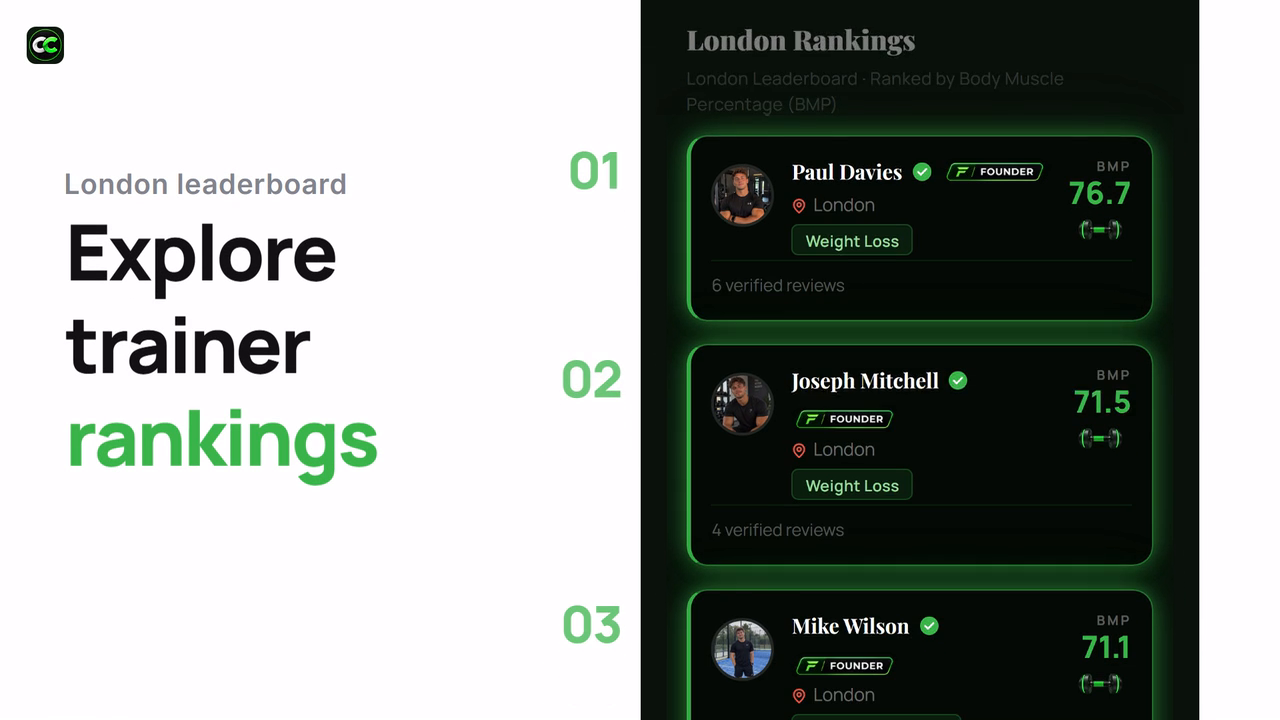 CC
London leaderboard
Explore
trainer
rankings
01
02
03
London Rankings
London Leaderboard · Ranked by Body Muscle
Percentage (BMP)
Paul Davies
FOUNDER
London
Weight Loss
6 verified reviews
BMP
76.7
Joseph Mitchell
FOUNDER
London
Weight Loss
4 verified reviews
BMP
71.5
Mike Wilson
FOUNDER
London
BMP
71.1